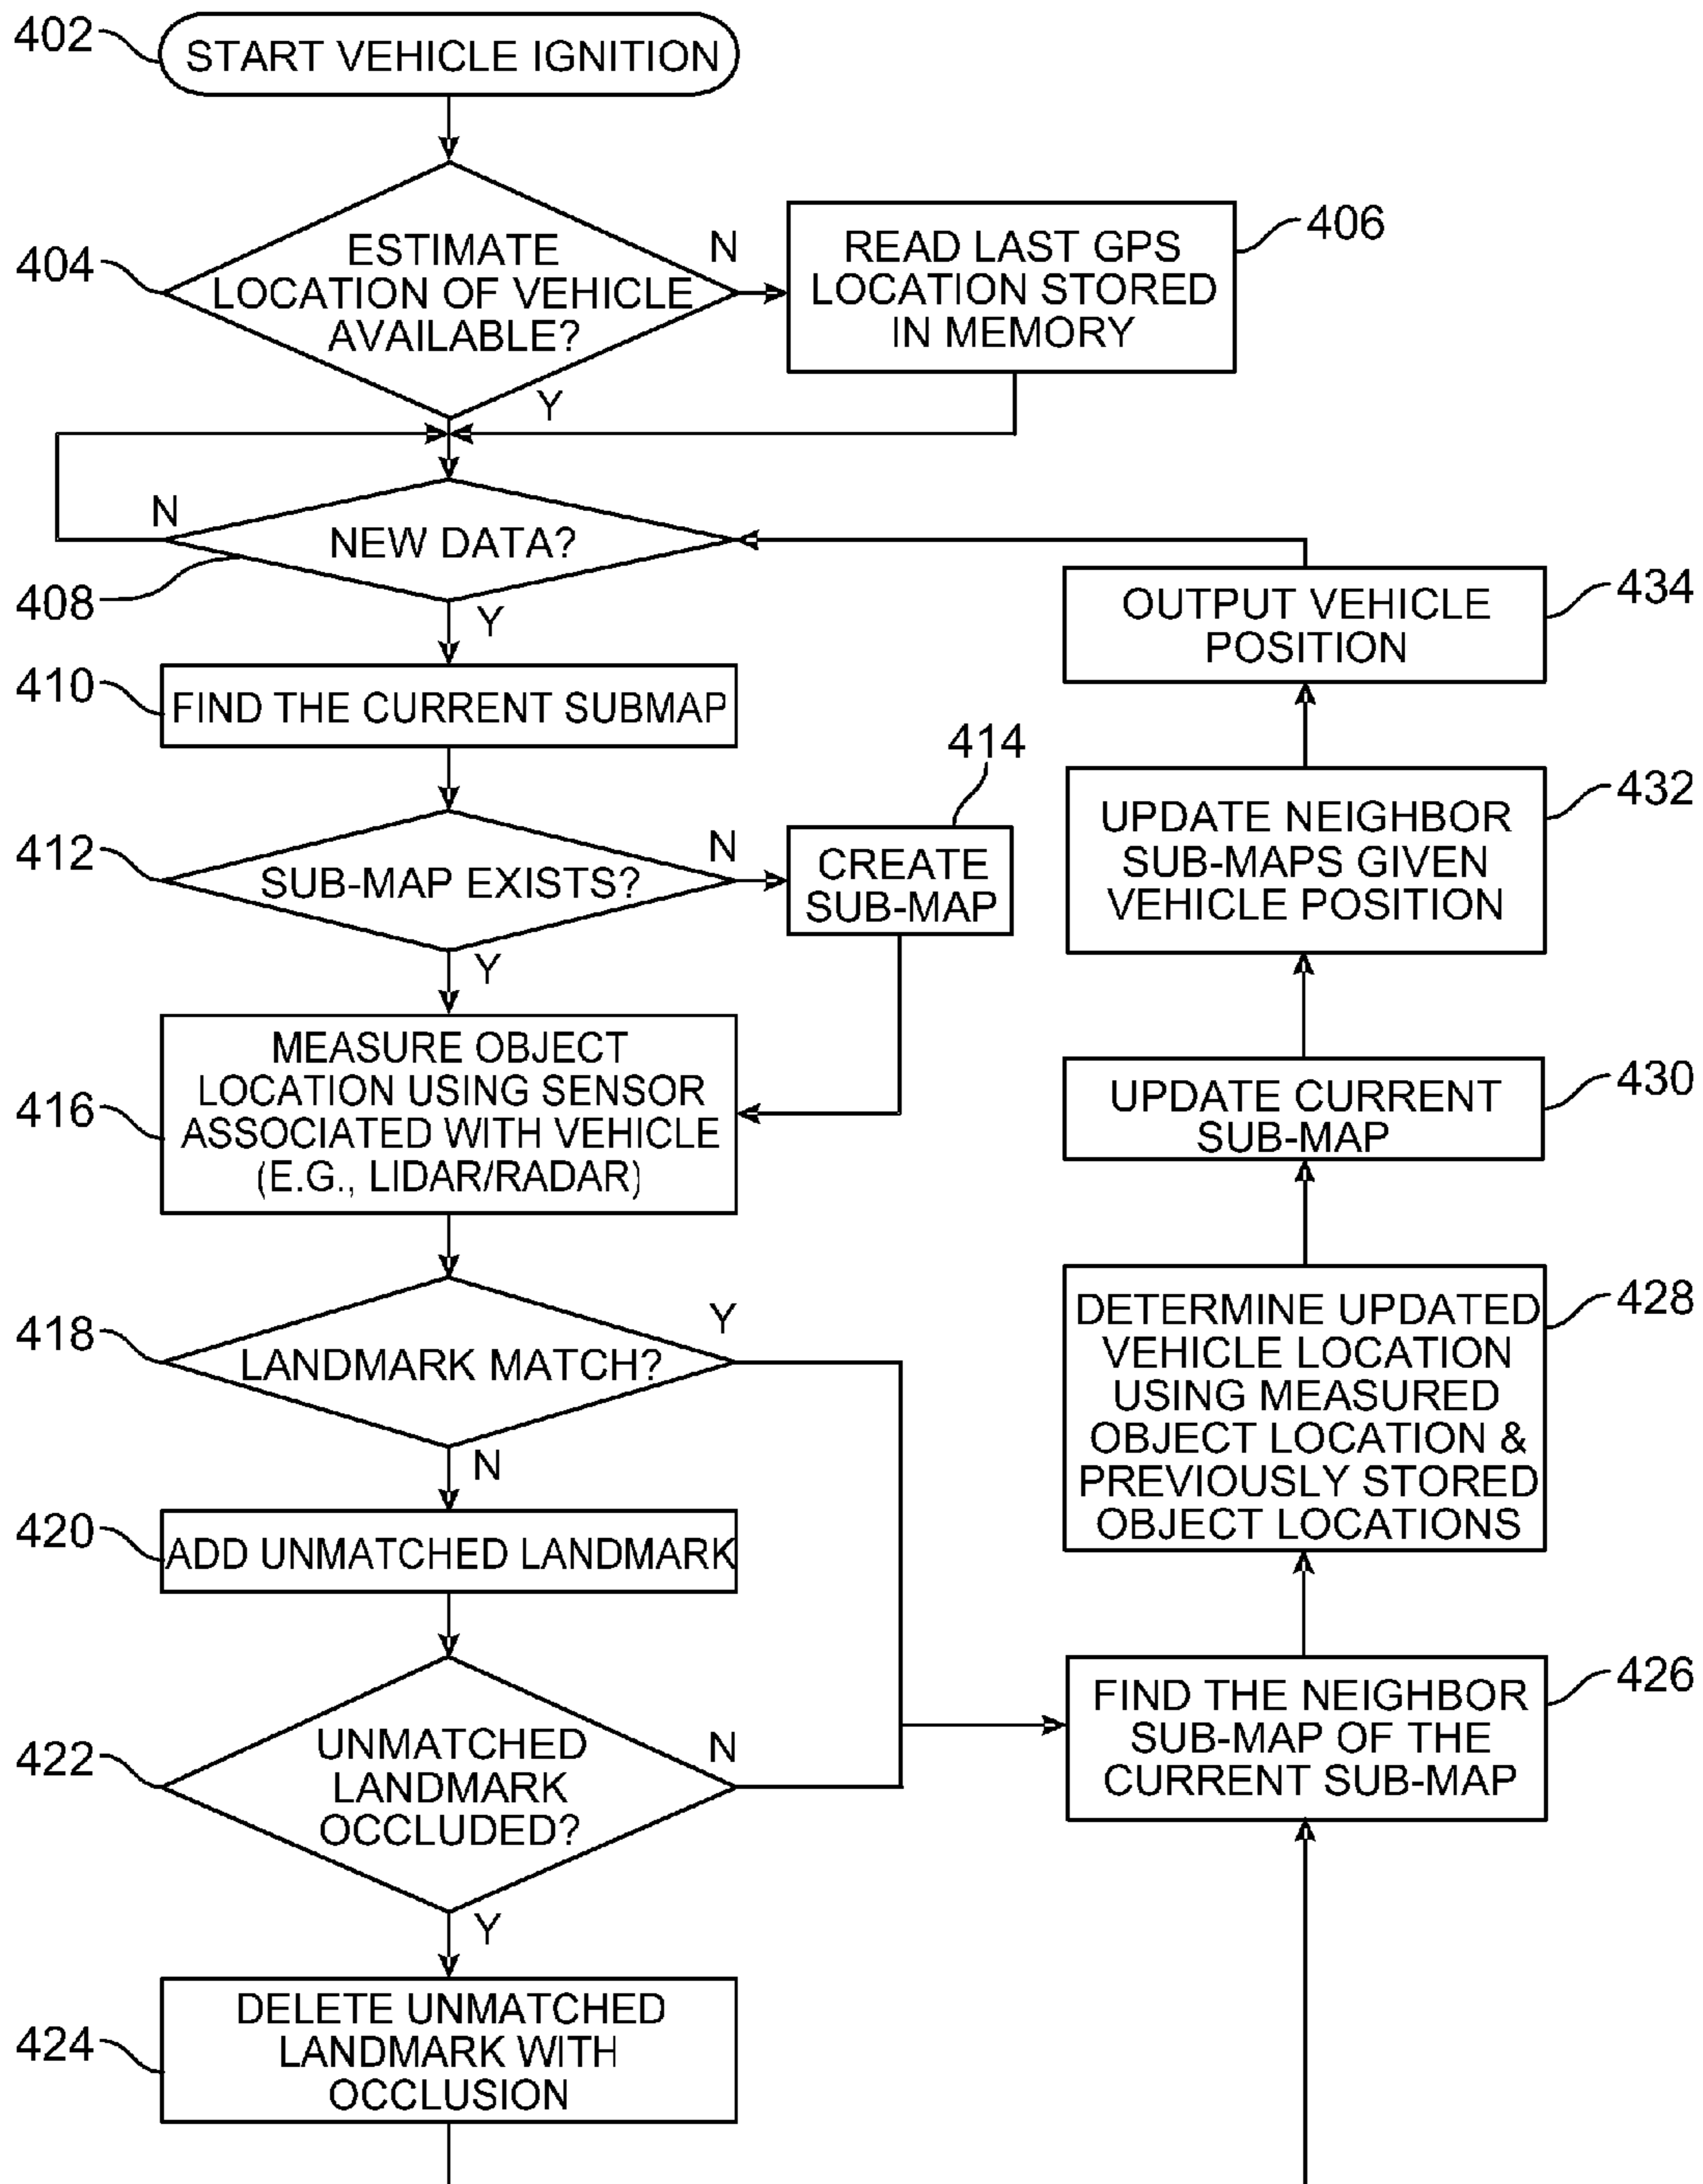 402
START VEHICLE IGNITION
404
ESTIMATE
LOCATION OF VEHICLE
AVAILABLE?
N
Y
READ LAST GPS
LOCATION STORED
IN MEMORY
406
N
NEW DATA?
408
Y
410
FIND THE CURRENT SUBMAP
412
SUB-MAP EXISTS?
N
Y
414
CREATE
SUB-MAP
416
MEASURE OBJECT
LOCATION USING SENSOR
ASSOCIATED WITH VEHICLE
(E.G., LIDAR/RADAR)
418
LANDMARK MATCH?
Y
N
420
ADD UNMATCHED LANDMARK
422
UNMATCHED
LANDMARK
OCCLUDED?
N
Y
424
DELETE UNMATCHED
LANDMARK WITH
OCCLUSION
OUTPUT VEHICLE
POSITION
434
UPDATE NEIGHBOR
SUB-MAPS GIVEN
VEHICLE POSITION
432
UPDATE CURRENT
SUB-MAP
430
DETERMINE UPDATED
VEHICLE LOCATION
USING MEASURED
OBJECT LOCATION &
PREVIOUSLY STORED
OBJECT LOCATIONS
428
FIND THE NEIGHBOR
SUB-MAP OF THE
CURRENT SUB-MAP
426